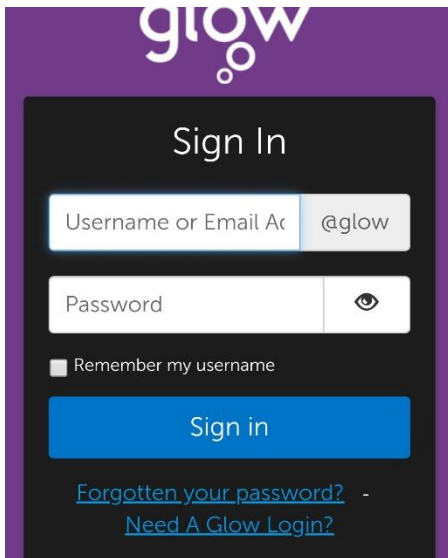 glow
Sign In
Username or Email Ac
@glow
Password
Remember my username
Sign in
Forgotten your password? -
Need A Glow Login?